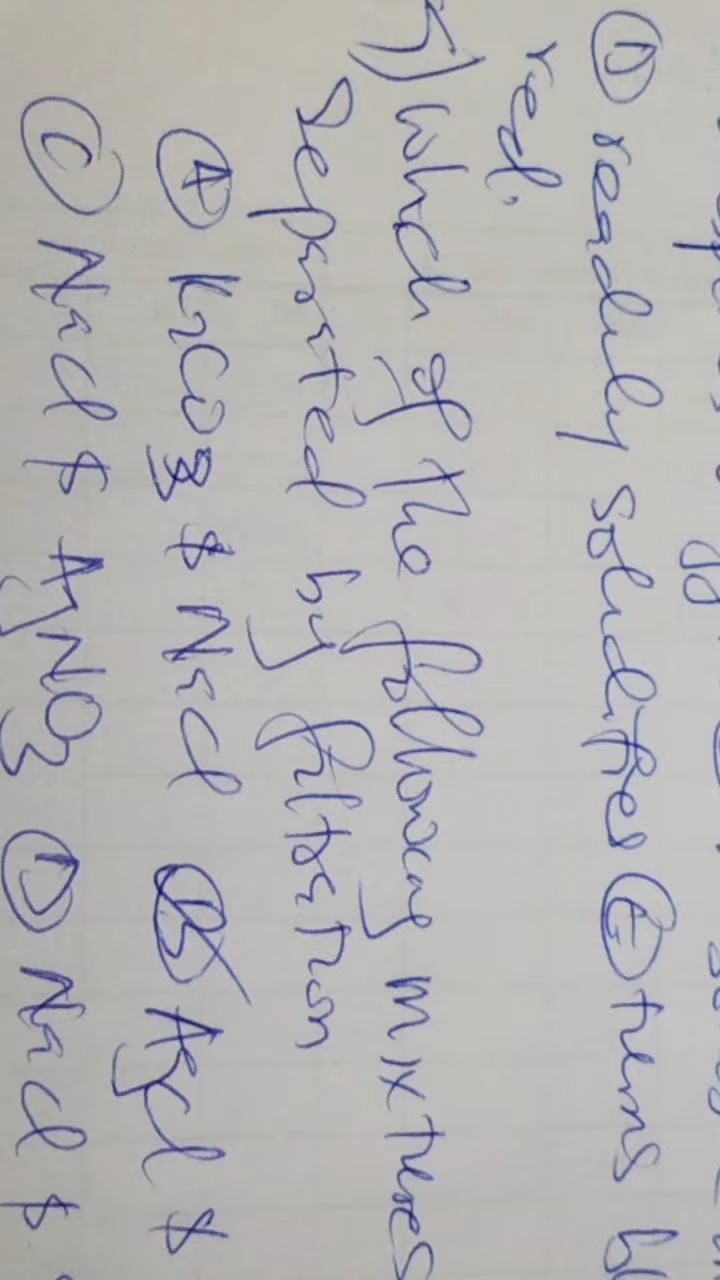 D readily solidifies E turns bl
red.
5) Which of the following mixtures
Separated by filtration
A K2CO3 & NaCl B AgCl &
C NaCl & AgNO3 D NaCl &